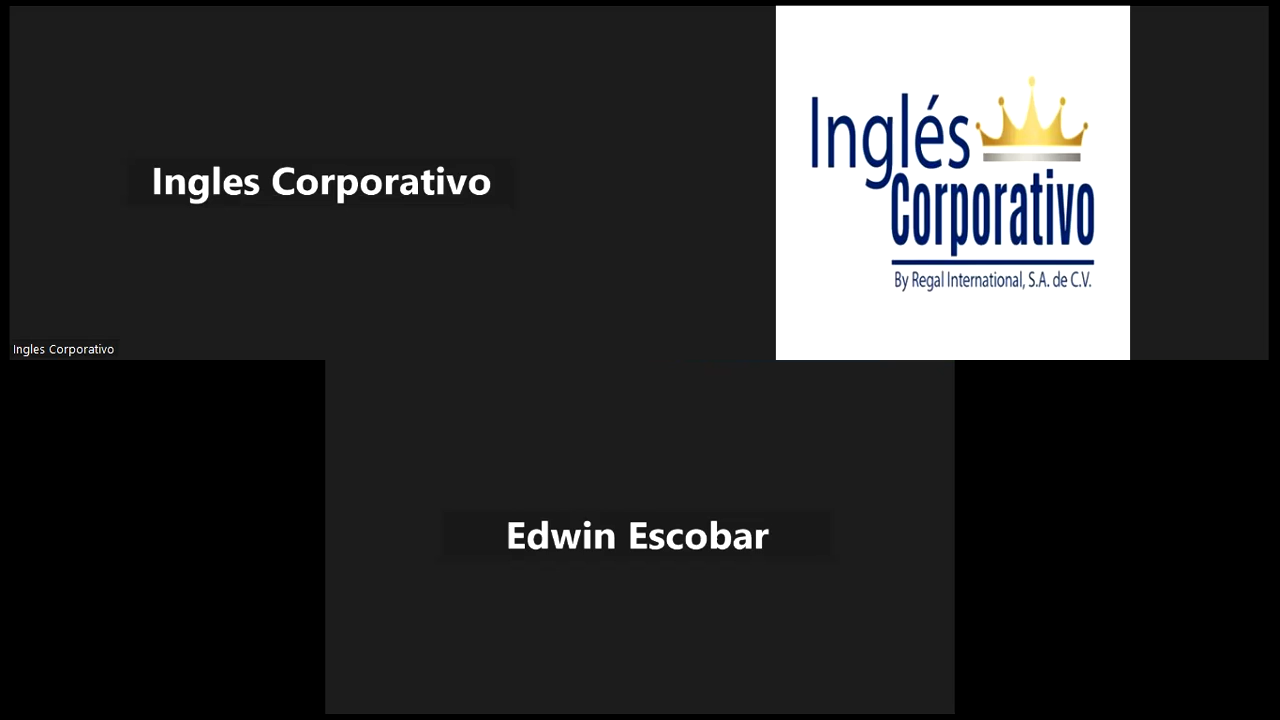 Ingles Corporativo
Inglés
Corporativo
By Regal International, S.A. de C.V.
Ingles Corporativo
Edwin Escobar